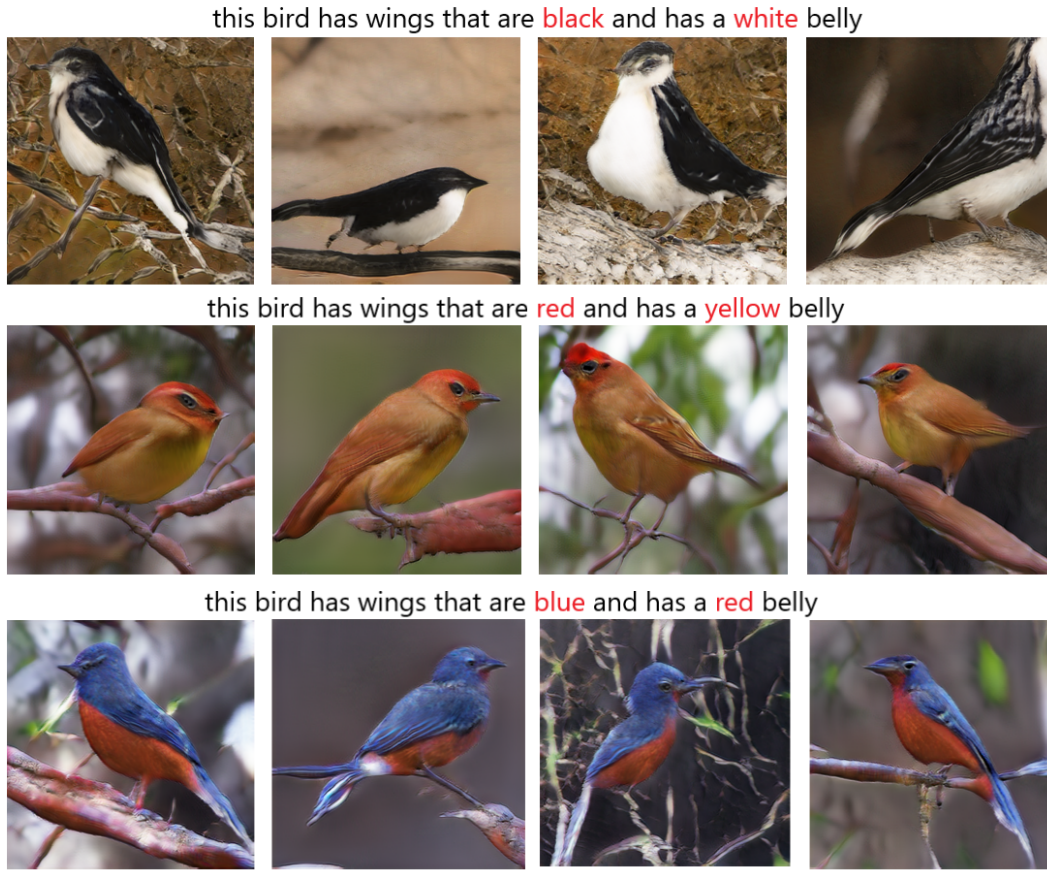 this bird has wings that are black and has a white belly
this bird has wings that are red and has a yellow belly
this bird has wings that are blue and has a red belly